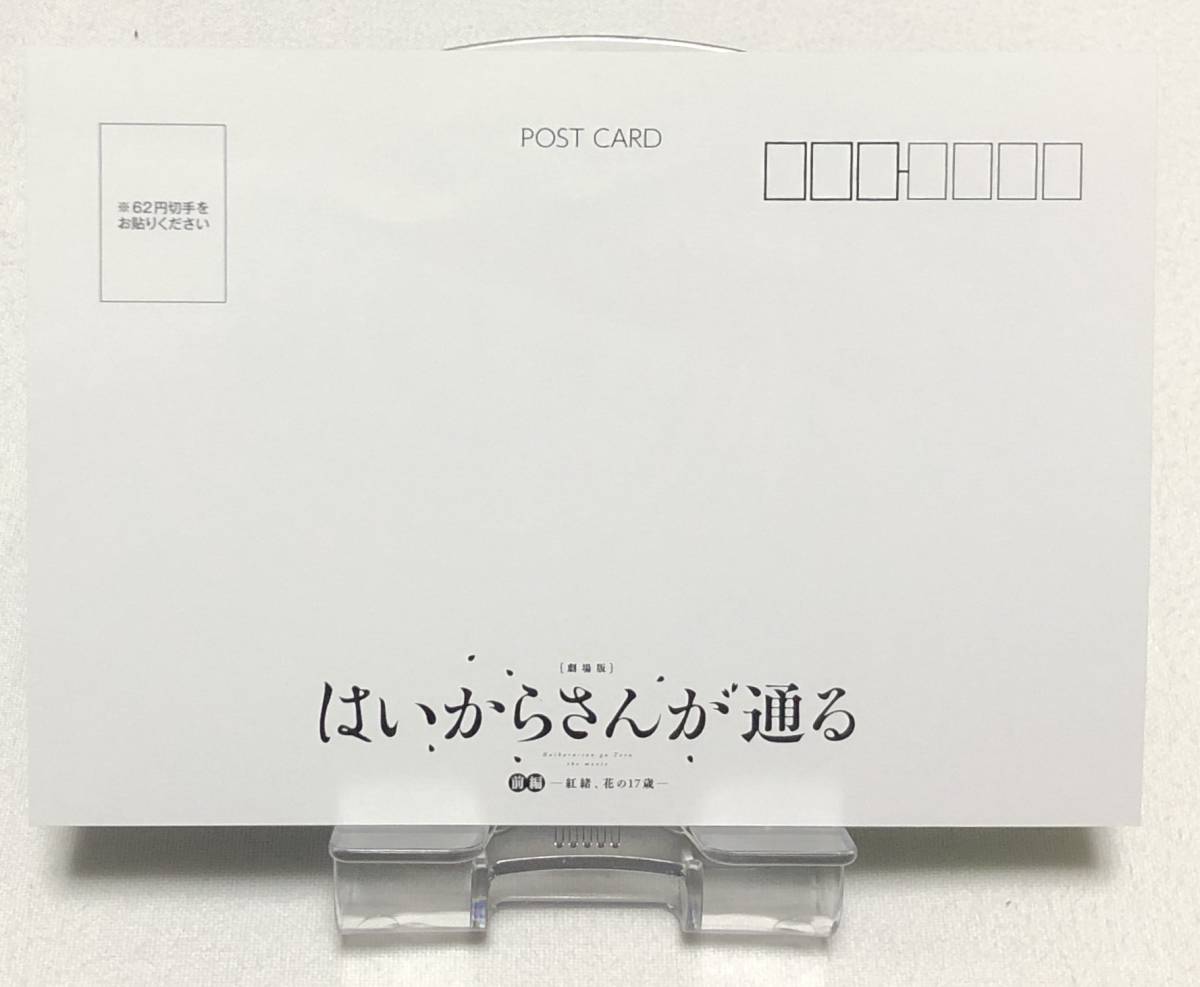 POST CARD
※62円切手を
お貼りください
[劇場版]
はいからさんが通る
Haikara-san ga Toru
the movie
前編 ―紅緒、花の17歳―